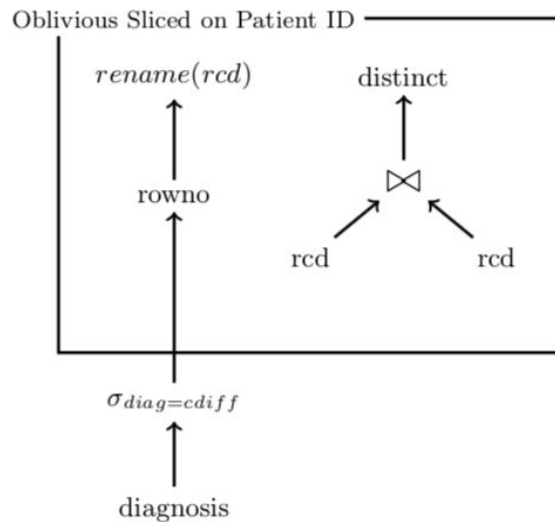 Oblivious Sliced on Patient ID
rename(rcd)
distinct
rowno
⋈
rcd
rcd
σdiag=cdiff
diagnosis